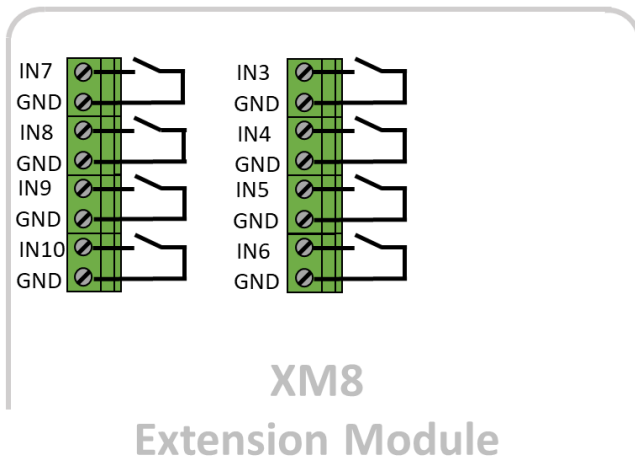 IN7
GND
IN8
GND
IN9
GND
IN10
GND
IN3
GND
IN4
GND
IN5
GND
IN6
GND
XM8
Extension Module